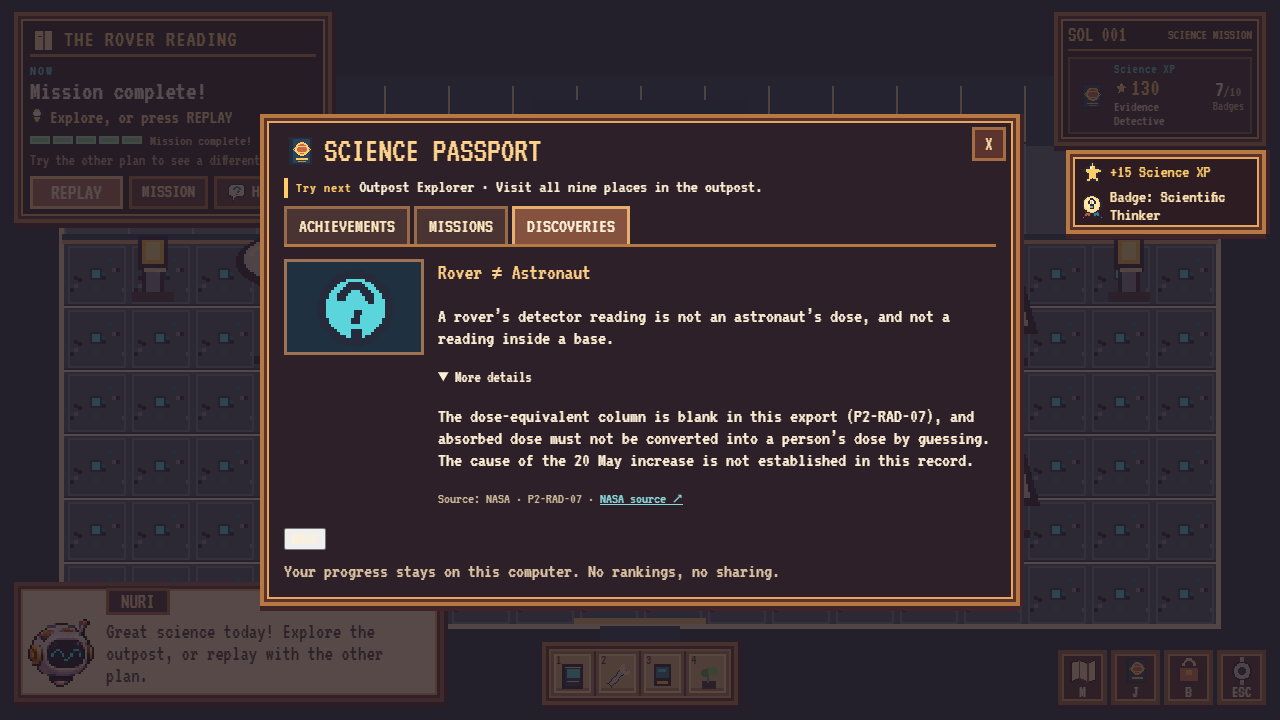 THE ROVER READING
NOW
Mission complete!
Explore, or press REPLAY
Mission complete!
Try the other plan to see a different
REPLAY
MISSION
SOL 001
SCIENCE MISSION
Science XP
130
Evidence
Detective
7/10
Badges
+15 Science XP
Badge: Scientific
Thinker
SCIENCE PASSPORT
X
Try next Outpost Explorer · Visit all nine places in the outpost.
ACHIEVEMENTS
MISSIONS
DISCOVERIES
Rover ≠ Astronaut
A rover's detector reading is not an astronaut's dose, and not a
reading inside a base.
▼ More details
The dose-equivalent column is blank in this export (P2-RAD-07), and
absorbed dose must not be converted into a person's dose by guessing.
The cause of the 20 May increase is not established in this record.
Source: NASA · P2-RAD-07 · NASA source ↗
Your progress stays on this computer. No rankings, no sharing.
NURI
Great science today! Explore the
outpost, or replay with the other
plan.
1 2 3 4
M J B ESC